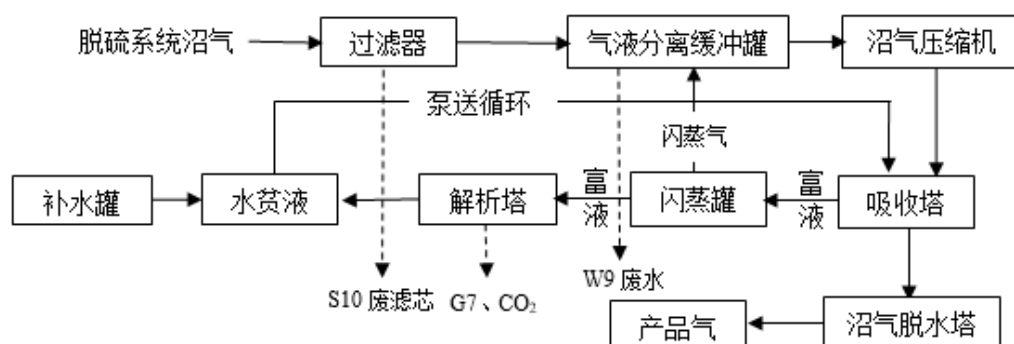 脱硫系统沼气
过滤器
气液分离缓冲罐
沼气压缩机
泵送循环
闪蒸气
补水罐
水贫液
解析塔
富液
闪蒸罐
富液
吸收塔
S10 废滤芯
G7、CO₂
W9 废水
产品气
沼气脱水塔